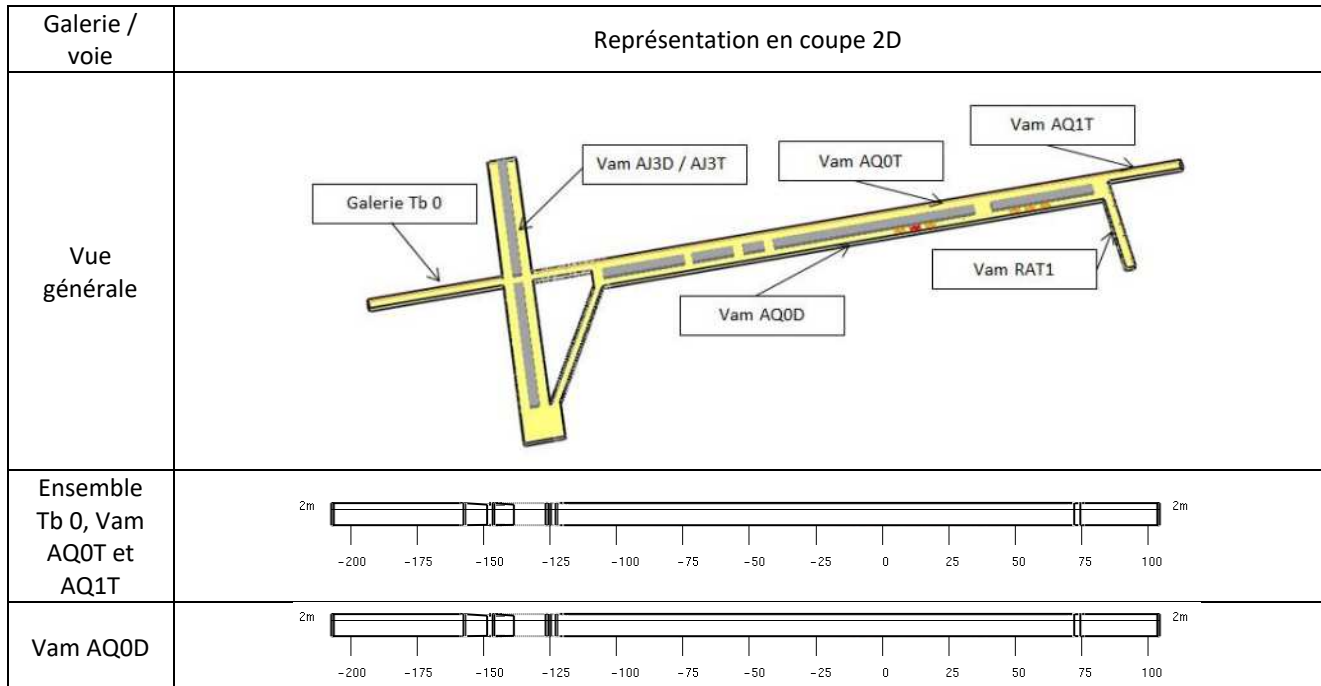 Galerie /
voie
Représentation en coupe 2D
Vue
générale
Vam AQ1T
Vam AJ3D / AJ3T
Vam AQ0T
Galerie Tb 0
Vam RAT1
Vam AQ0D
Ensemble
Tb 0, Vam
AQ0T et
AQ1T
2m 2m
-200 -175 -150 -125 -100 -75 -50 -25 0 25 50 75 100
Vam AQ0D
2m 2m
-200 -175 -150 -125 -100 -75 -50 -25 0 25 50 75 100